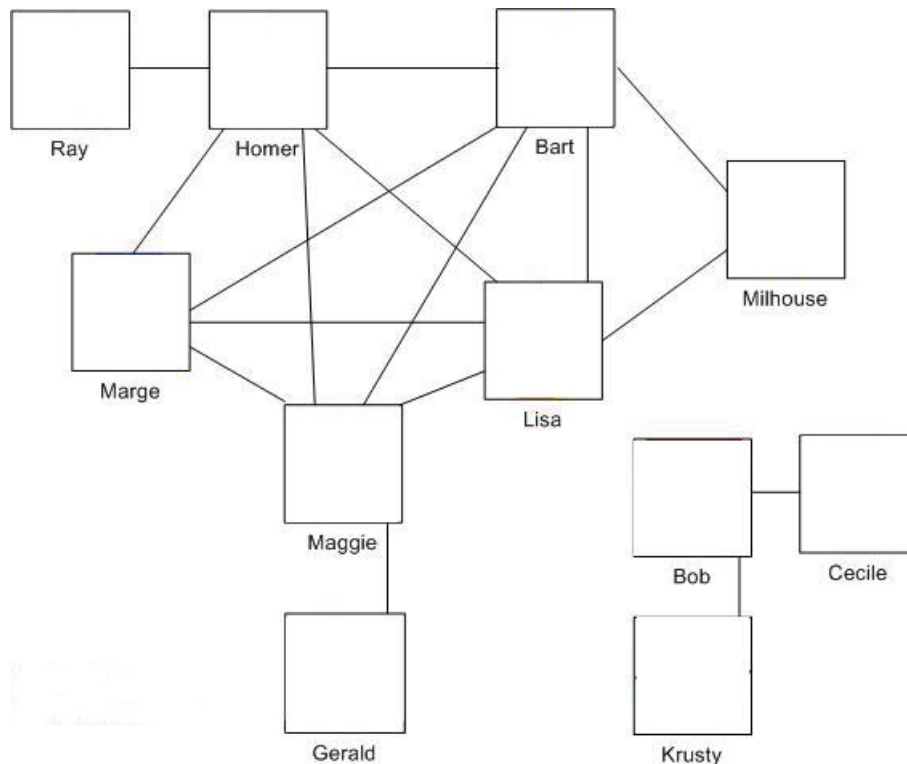 Ray
Homer
Bart
Milhouse
Marge
Lisa
Maggie
Bob
Cecile
Gerald
Krusty